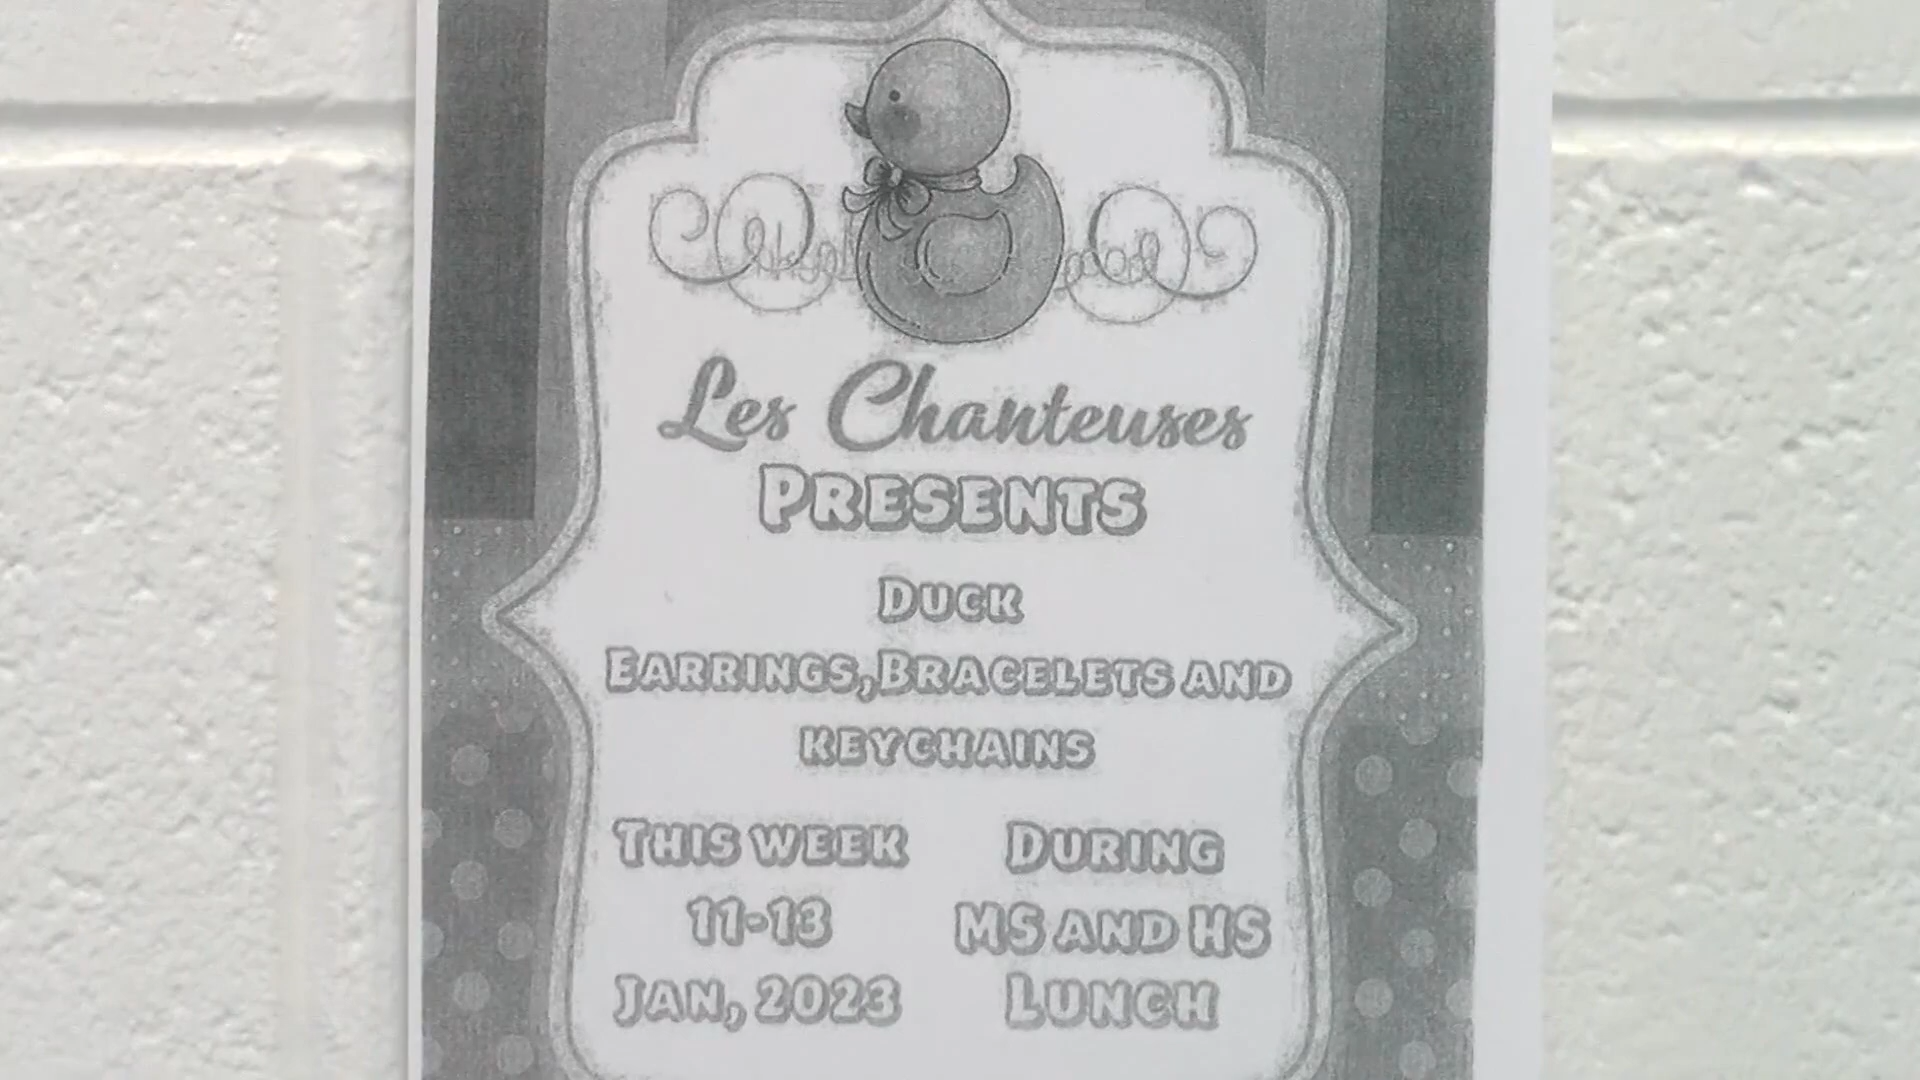 Les Chanteuses
PRESENTS
DUCK
EARRINGS,BRACELETS AND
KEYCHAINS
THIS WEEK
11-13
JAN, 2023
DURING
MS AND HS
LUNCH